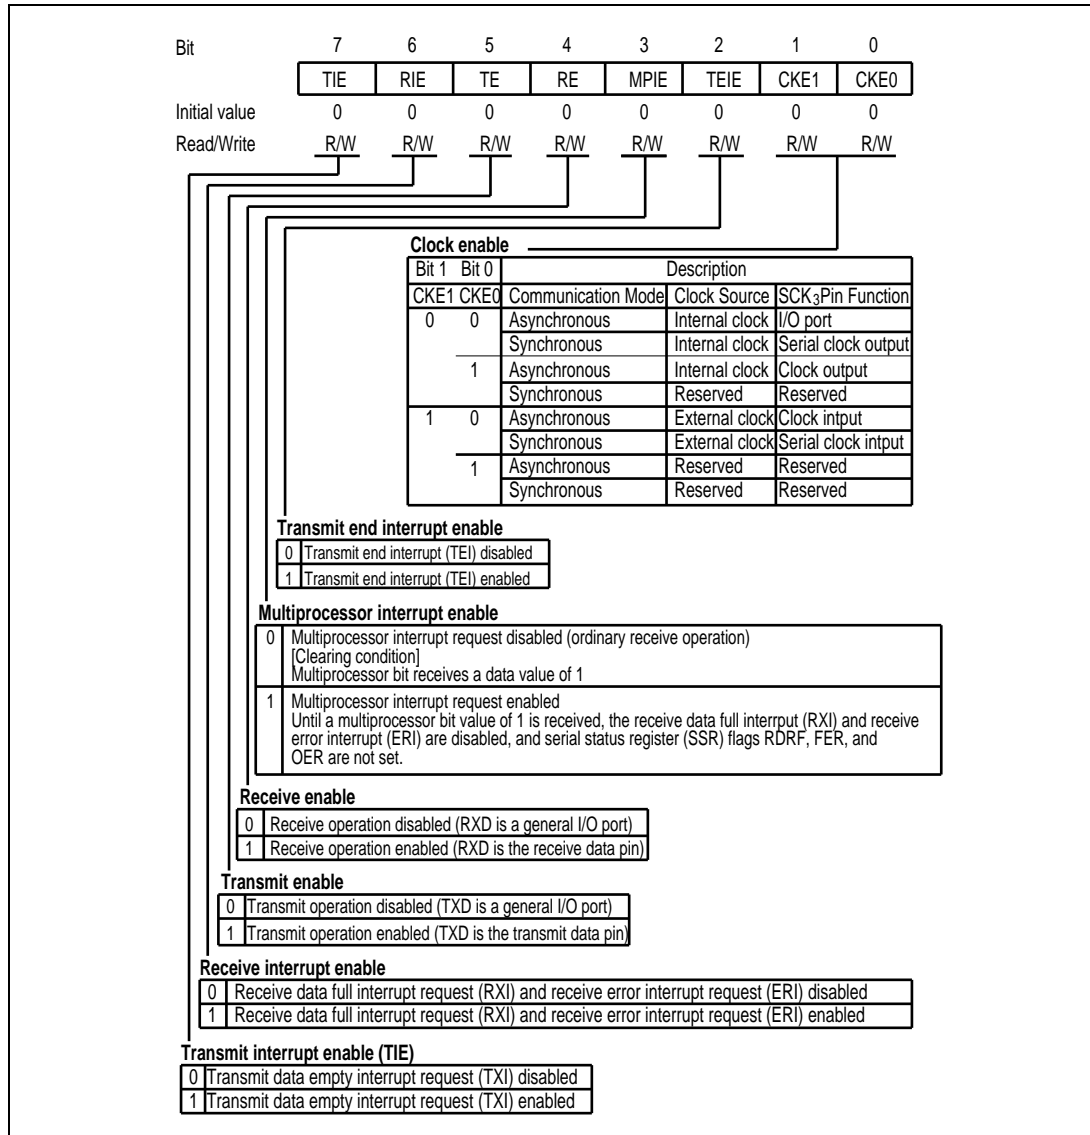 Bit 7 6 5 4 3 2 1 0
TIE RIE TE RE MPIE TEIE CKE1 CKE0
Initial value 0 0 0 0 0 0 0 0
Read/Write R/W R/W R/W R/W R/W R/W R/W R/W
Clock enable
Bit 1 Bit 0 Description
CKE1 CKE0 Communication Mode Clock Source SCK3Pin Function
0 0 Asynchronous Internal clock I/O port
Synchronous Internal clock Serial clock output
1 Asynchronous Internal clock Clock output
Synchronous Reserved Reserved
1 0 Asynchronous External clock Clock intput
Synchronous External clock Serial clock intput
1 Asynchronous Reserved Reserved
Synchronous Reserved Reserved
Transmit end interrupt enable
0 Transmit end interrupt (TEI) disabled
1 Transmit end interrupt (TEI) enabled
Multiprocessor interrupt enable
0 Multiprocessor interrupt request disabled (ordinary receive operation)
[Clearing condition]
Multiprocessor bit receives a data value of 1
1 Multiprocessor interrupt request enabled
Until a multiprocessor bit value of 1 is received, the receive data full interrput (RXI) and receive
error interrupt (ERI) are disabled, and serial status register (SSR) flags RDRF, FER, and
OER are not set.
Receive enable
0 Receive operation disabled (RXD is a general I/O port)
1 Receive operation enabled (RXD is the receive data pin)
Transmit enable
0 Transmit operation disabled (TXD is a general I/O port)
1 Transmit operation enabled (TXD is the transmit data pin)
Receive interrupt enable
0 Receive data full interrupt request (RXI) and receive error interrupt request (ERI) disabled
1 Receive data full interrupt request (RXI) and receive error interrupt request (ERI) enabled
Transmit interrupt enable (TIE)
0 Transmit data empty interrupt request (TXI) disabled
1 Transmit data empty interrupt request (TXI) enabled